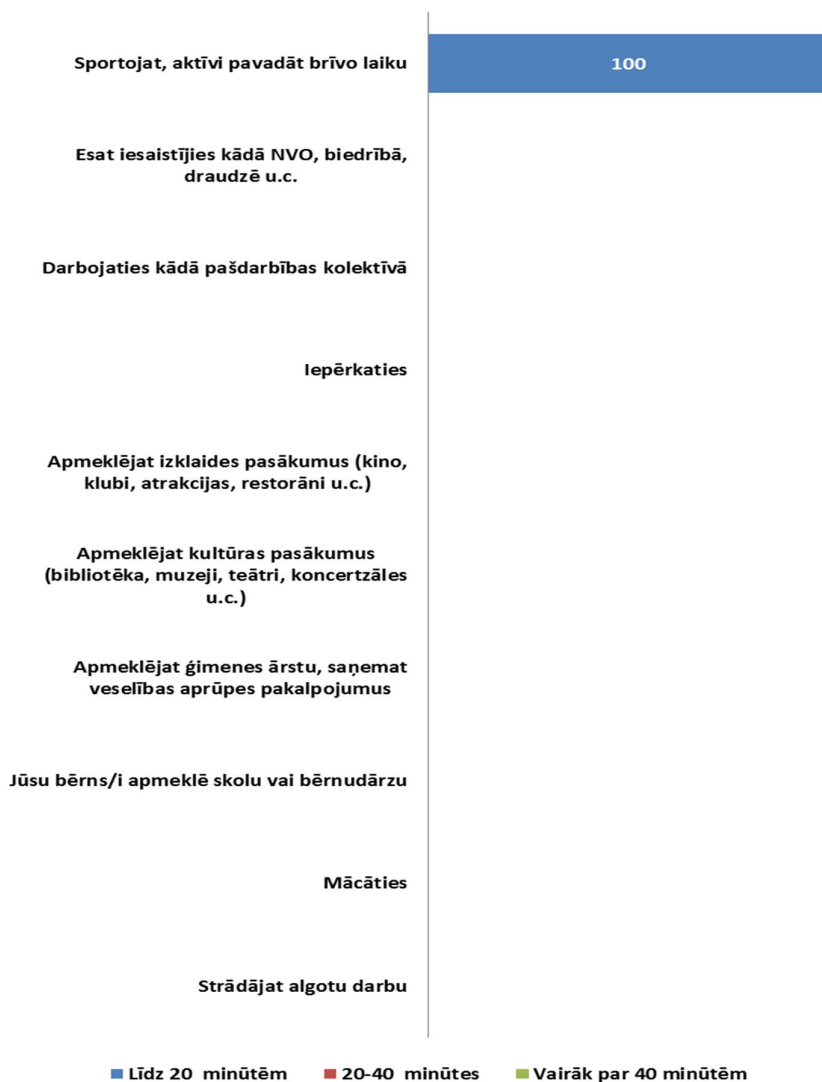 Sportojat, aktīvi pavadāt brīvo laiku
100
Esat iesaistījies kādā NVO, biedrībā,
draudzē u.c.
Darbojaties kādā pašdarbības kolektīvā
Iepērkaties
Apmeklējat izklaides pasākumus (kino,
klubi, atrakcijas, restorāni u.c.)
Apmeklējat kultūras pasākumus
(bibliotēka, muzeji, teātri, koncertzāles
u.c.)
Apmeklējat ģimenes ārstu, saņemat
veselības aprūpes pakalpojumus
Jūsu bērns/i apmeklē skolu vai bērnudārzu
Mācāties
Strādājat algotu darbu
Līdz 20 minūtēm 20-40 minūtes Vairāk par 40 minūtēm